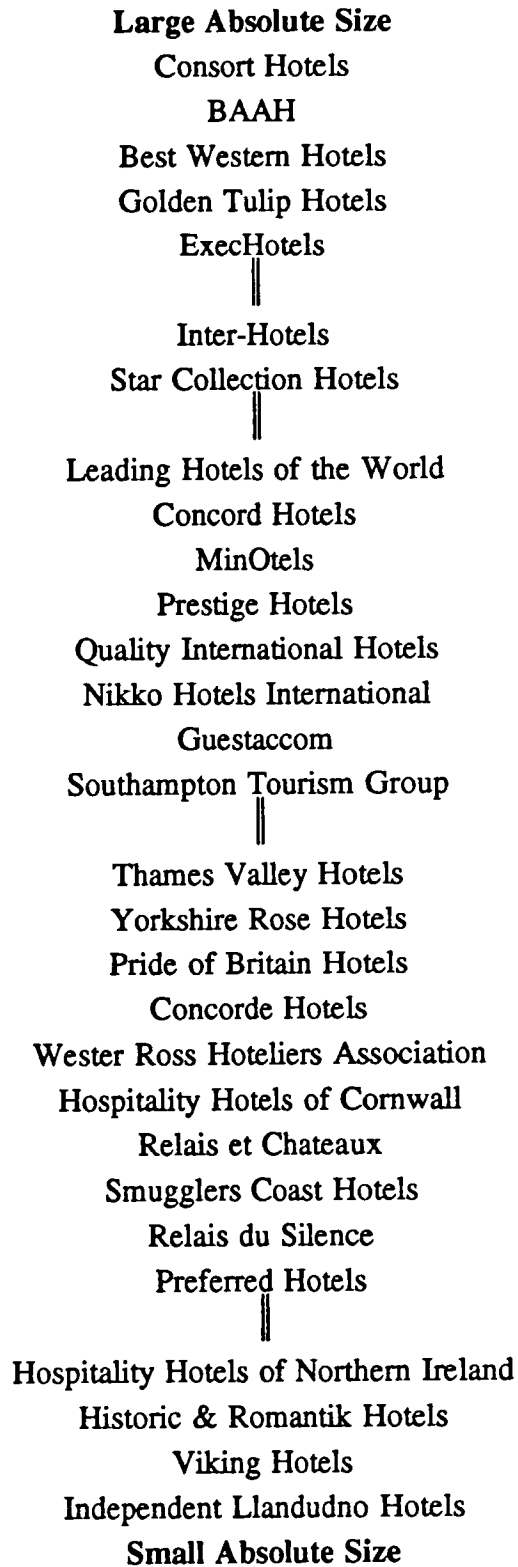 Large Absolute Size
Consort Hotels
BAAH
Best Western Hotels
Golden Tulip Hotels
ExecHotels
Inter-Hotels
Star Collection Hotels
Leading Hotels of the World
Concord Hotels
MinOtels
Prestige Hotels
Quality International Hotels
Nikko Hotels International
Guestaccom
Southampton Tourism Group
Thames Valley Hotels
Yorkshire Rose Hotels
Pride of Britain Hotels
Concorde Hotels
Wester Ross Hoteliers Association
Hospitality Hotels of Cornwall
Relais et Chateaux
Smugglers Coast Hotels
Relais du Silence
Preferred Hotels
Hospitality Hotels of Northern Ireland
Historic & Romantik Hotels
Viking Hotels
Independent Llandudno Hotels
Small Absolute Size